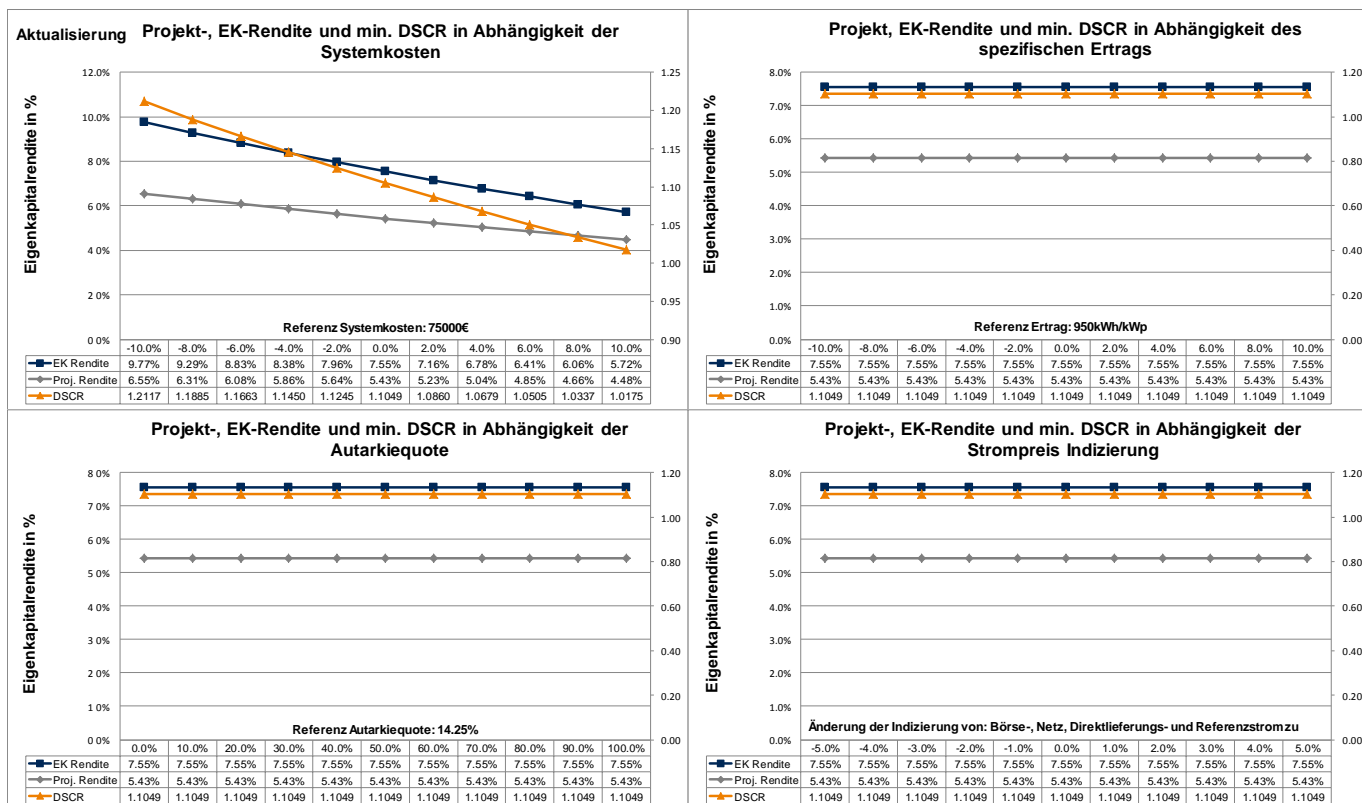 Aktualisierung
Projekt-, EK-Rendite und min. DSCR in Abhängigkeit der
Systemkosten
Eigenkapitalrendite in %
12.0%
10.0%
8.0%
6.0%
4.0%
2 0%
0 0%
1.25
1.20
1.15
1.10
1.05
1.00
0.95
0.90
Referenz Systemkosten: 75000€
-10.0% -8.0% -6.0% -4.0% -2.0% 0.0% 2.0% 4.0% 6.0% 8.0% 10.0%
EK Rendite 9.77% 9.29% 8.83% 8.38% 7.96% 7.55% 7.16% 6.78% 6.41% 6.06% 5.72%
Proj. Rendite 6.55% 6.31% 6.08% 5.86% 5.64% 5.43% 5.23% 5.04% 4.85% 4.66% 4.48%
DSCR 1.2117 1.1885 1.1663 1.1450 1.1245 1.1049 1.0860 1.0679 1.0505 1.0337 1.0175
Projekt, EK-Rendite und min. DSCR in Abhängigkeit des
spezifischen Ertrags
Eigenkapitalrendite in %
8.0%
7.0%
6.0%
5.0%
4.0%
3.0%
2.0%
1.0%
0.0%
1.20
1.00
0.80
0.60
0.40
0.20
0.00
Referenz Ertrag: 950kWh/kWp
-10.0% -8.0% -6.0% -4.0% -2.0% 0.0% 2.0% 4.0% 6.0% 8.0% 10.0%
EK Rendite 7.55% 7.55% 7.55% 7.55% 7.55% 7.55% 7.55% 7.55% 7.55% 7.55% 7.55%
Proj. Rendite 5.43% 5.43% 5.43% 5.43% 5.43% 5.43% 5.43% 5.43% 5.43% 5.43% 5.43%
DSCR 1.1049 1.1049 1.1049 1.1049 1.1049 1.1049 1.1049 1.1049 1.1049 1.1049 1.1049
Projekt-, EK-Rendite und min. DSCR in Abhängigkeit der
Autarkiequote
Eigenkapitalrendite in %
8 0%
7 0%
6 0%
5 0%
4 0%
3 0%
2 0%
1 0%
0 0%
1.20
1.00
0.80
0.60
0.40
0.20
0.00
Referenz Autarkiequote: 14.25%
0.0% 10.0% 20.0% 30.0% 40.0% 50.0% 60.0% 70.0% 80.0% 90.0% 100.0%
EK Rendite 7.55% 7.55% 7.55% 7.55% 7.55% 7.55% 7.55% 7.55% 7.55% 7.55% 7.55%
Proj. Rendite 5.43% 5.43% 5.43% 5.43% 5.43% 5.43% 5.43% 5.43% 5.43% 5.43% 5.43%
DSCR 1.1049 1.1049 1.1049 1.1049 1.1049 1.1049 1.1049 1.1049 1.1049 1.1049 1.1049
Projekt-, EK-Rendite und min. DSCR in Abhängigkeit der
Strompreis Indizierung
Eigenkapitalrendite in %
8 0%
7 0%
6 0%
5 0%
4 0%
3 0%
2 0%
1 0%
0 0%
1.20
1.00
0.80
0.60
0.40
0.20
0.00
Änderung der Indizierung von: Börse-, Netz, Direktlieferungs- und Referenzstrom zu
-5.0% -4.0% -3.0% -2.0% -1.0% 0.0% 1.0% 2.0% 3.0% 4.0% 5.0%
EK Rendite 7.55% 7.55% 7.55% 7.55% 7.55% 7.55% 7.55% 7.55% 7.55% 7.55% 7.55%
Proj. Rendite 5.43% 5.43% 5.43% 5.43% 5.43% 5.43% 5.43% 5.43% 5.43% 5.43% 5.43%
DSCR 1.1049 1.1049 1.1049 1.1049 1.1049 1.1049 1.1049 1.1049 1.1049 1.1049 1.1049